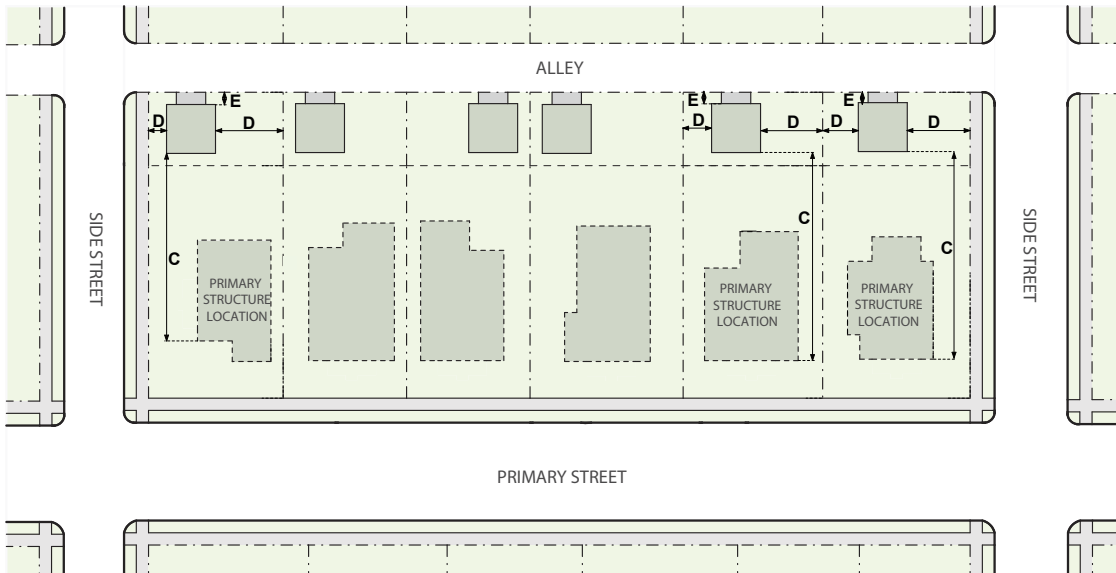 ALLEY
E
D
D
E
D
D
E
D
D
C
C
C
SIDE STREET
SIDE STREET
PRIMARY
STRUCTURE
LOCATION
PRIMARY
STRUCTURE
LOCATION
PRIMARY
STRUCTURE
LOCATION
PRIMARY STREET